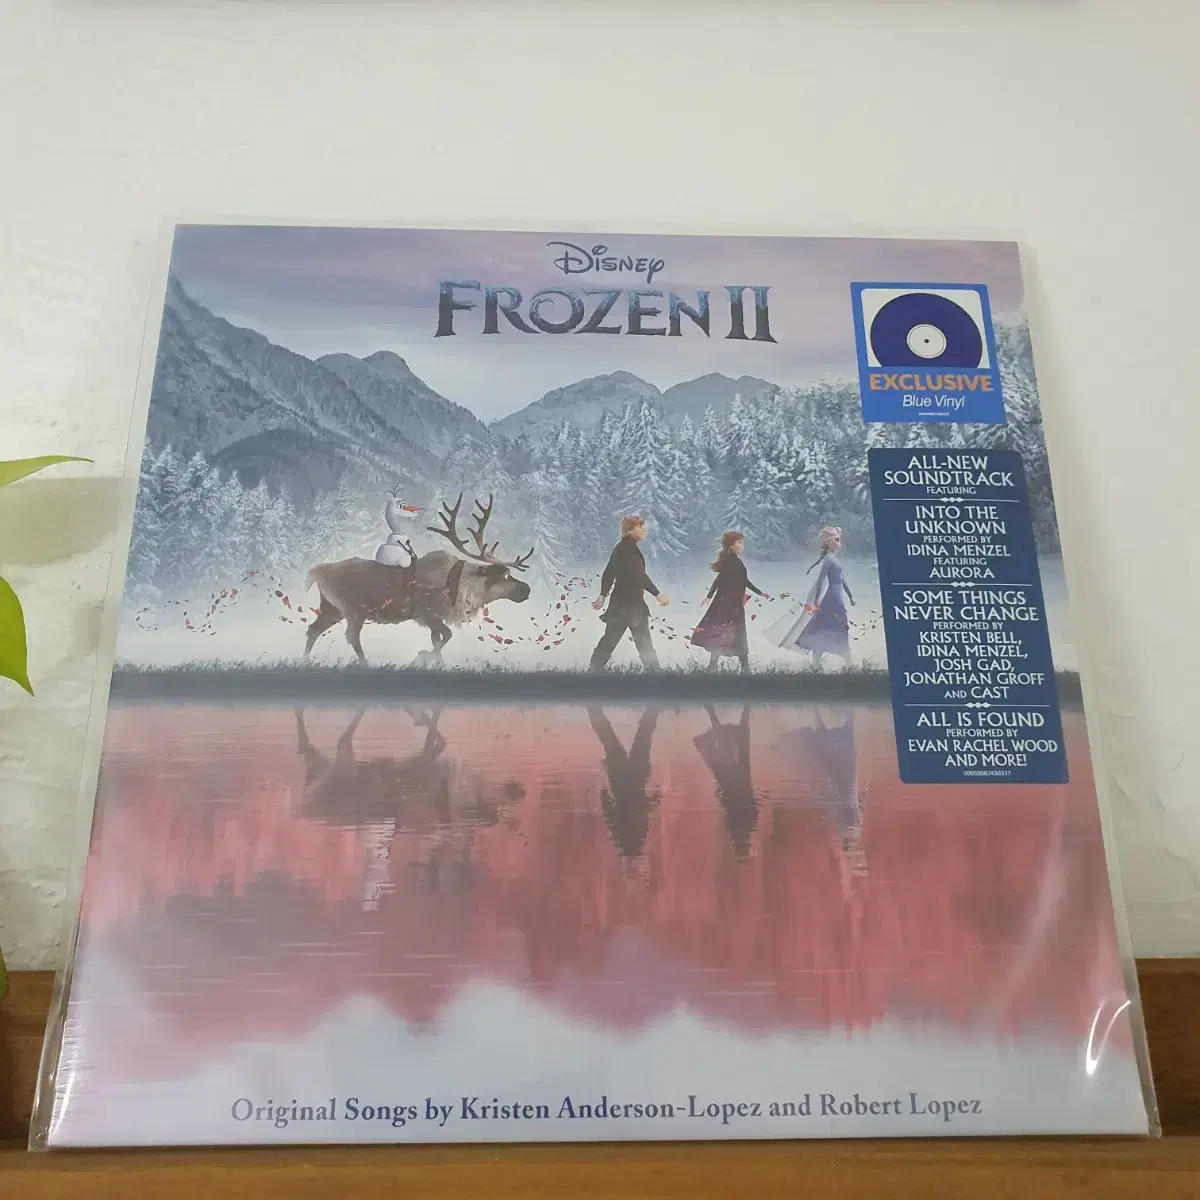 Disney
FROZEN II
EXCLUSIVE
Blue Vinyl
ALL-NEW
SOUNDTRACK
FEATURING
INTO THE
UNKNOWN
PERFORMED BY
IDINA MENZEL
FEATURING
AURORA
SOME THINGS
NEVER CHANGE
PERFORMED BY
KRISTEN BELL,
IDINA MENZEL,
JOSH GAD,
JONATHAN GROFF
AND CAST
ALL IS FOUND
PERFORMED BY
EVAN RACHEL WOOD
AND MORE!
00050087430337
Original Songs by Kristen Anderson-Lopez and Robert Lopez